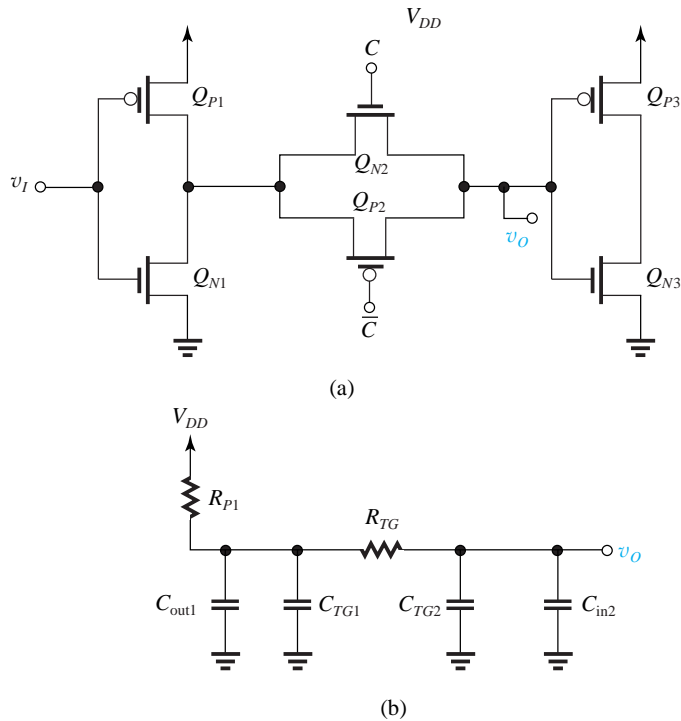 V_DD
C
Q_P1
Q_P3
Q_N2
v_I
Q_P2
v_O
Q_N1
Q_N3
C̅
(a)
V_DD
R_P1
R_TG
v_O
C_out1
C_TG1
C_TG2
C_in2
(b)